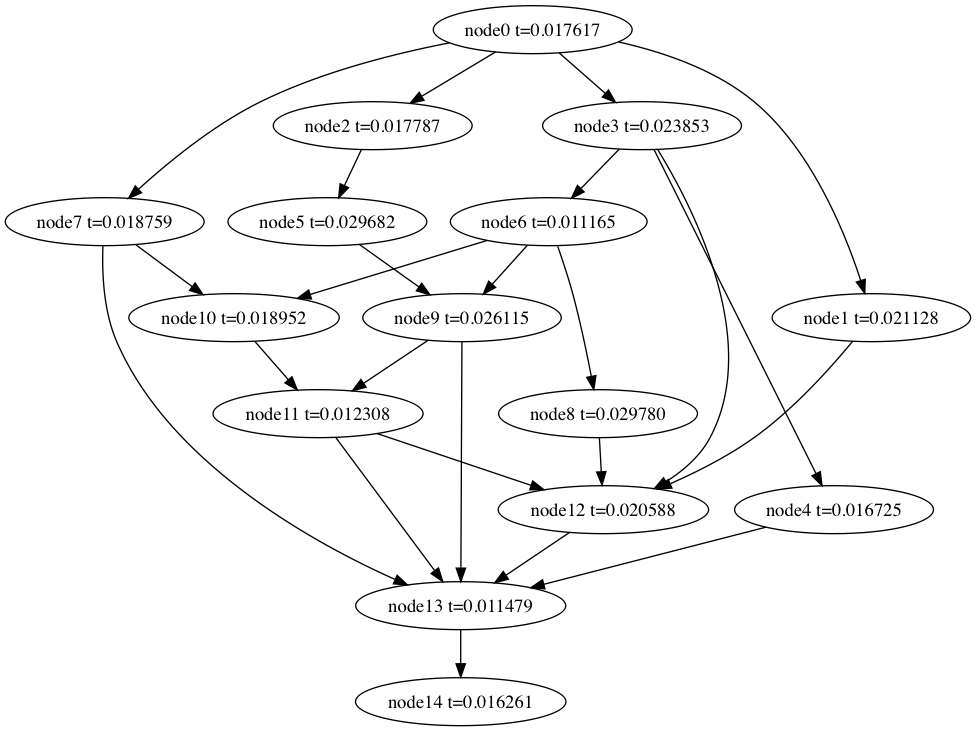 node0 t=0.017617
node2 t=0.017787
node3 t=0.023853
node7 t=0.018759
node5 t=0.029682
node6 t=0.011165
node10 t=0.018952
node9 t=0.026115
node1 t=0.021128
node11 t=0.012308
node8 t=0.029780
node12 t=0.020588
node4 t=0.016725
node13 t=0.011479
node14 t=0.016261